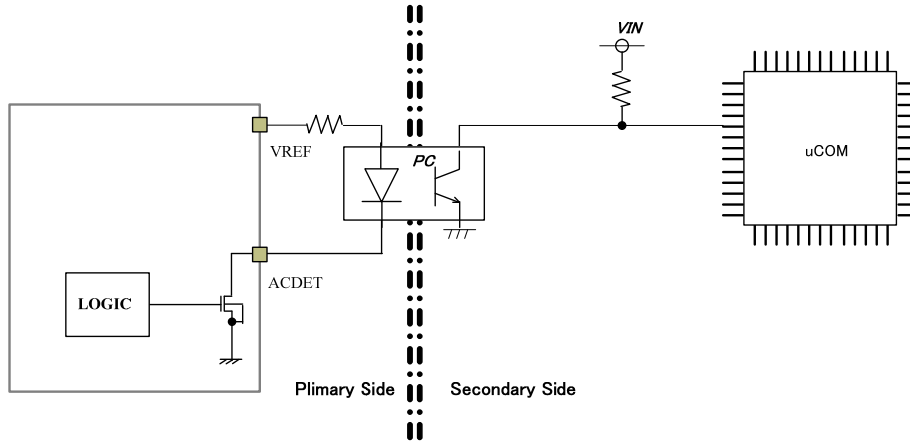 VIN
VREF
PC
uCOM
ACDET
LOGIC
Plimary Side
Secondary Side